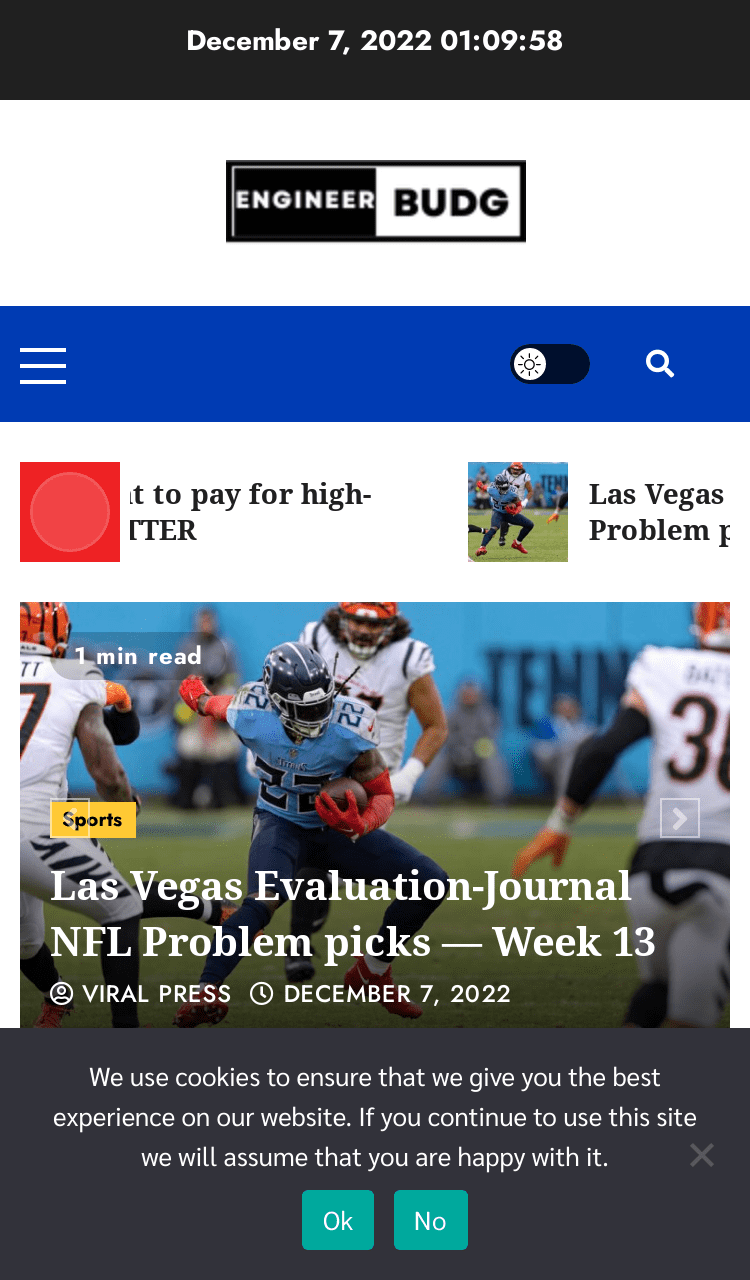 December 7, 2022 01:09:58
ENGINEER BUDG
to pay for high-
TTER
Las Vegas
Problem
1 min read
Sports
Las Vegas Evaluation-Journal
NFL Problem picks — Week 13
VIRAL PRESS DECEMBER 7, 2022
We use cookies to ensure that we give you the best
experience on our website. If you continue to use this site
we will assume that you are happy with it.
Ok No